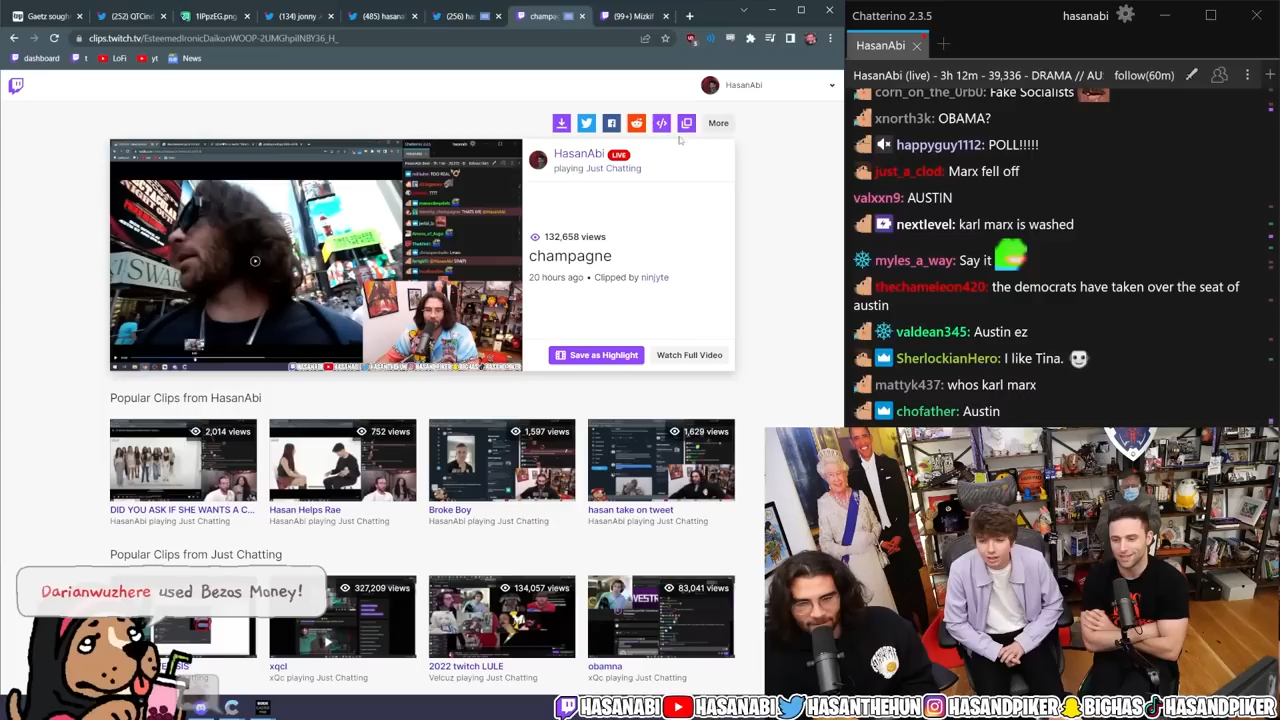 Gaetz sough
(252) QTCind
1lPpzEG.png
(134) jonny
(485) hasana
(256) ha
champa
(99+) Mizkif
clips.twitch.tv/EsteemedIronicDaikonWOOP-2UMGhpiINBY36_H_
dashboard
t
LoFi
yt
News
HasanAbi
More
HasanAbi LIVE
playing Just Chatting
132,658 views
champagne
20 hours ago • Clipped by ninjyte
Save as Highlight
Watch Full Video
Popular Clips from HasanAbi
2,014 views
752 views
1,597 views
1,629 views
DID YOU ASK IF SHE WANTS A C...
Hasan Helps Rae
Broke Boy
hasan take on tweet
HasanAbi playing Just Chatting
HasanAbi playing Just Chatting
HasanAbi playing Just Chatting
HasanAbi playing Just Chatting
Popular Clips from Just Chatting
Darianwuzhere used Bezos Money!
327,209 views
134,057 views
83,041 views
xqcl
2022 twitch LULE
obamna
xQc playing Just Chatting
Velcuz playing Just Chatting
xQc playing Just Chatting
Chatterino 2.3.5
hasanabi
HasanAbi
HasanAbi (live) - 3h 12m - 39,336 - DRAMA // AU
follow(60m)
corn_on_the_0rb0: Fake Socialists
xnorth3k: OBAMA?
happyguy1112: POLL!!!!!
just_a_clod: Marx fell off
valxxn9: AUSTIN
nextlevel: karl marx is washed
myles_a_way: Say it
thechameleon420: the democrats have taken over the seat of
austin
valdean345: Austin ez
SherlockianHero: I like Tina.
mattyk437: whos karl marx
chofather: Austin
HASANABI
HASANABI
HASANTHEHUN
HASANDPIKER
BIGHAS
HASANDPIKER